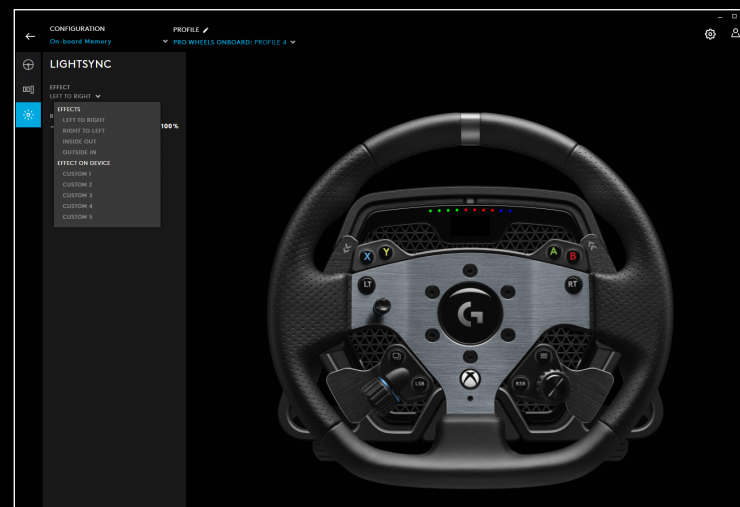 CONFIGURATION
On-board Memory
PROFILE
PRO WHEELS ONBOARD: PROFILE 4
LIGHTSYNC
EFFECT
LEFT TO RIGHT
100%
EFFECTS
LEFT TO RIGHT
RIGHT TO LEFT
INSIDE OUT
OUTSIDE IN
EFFECT ON DEVICE
CUSTOM 1
CUSTOM 2
CUSTOM 3
CUSTOM 4
CUSTOM 5
X Y A B
LT RT
G
LSB RSB